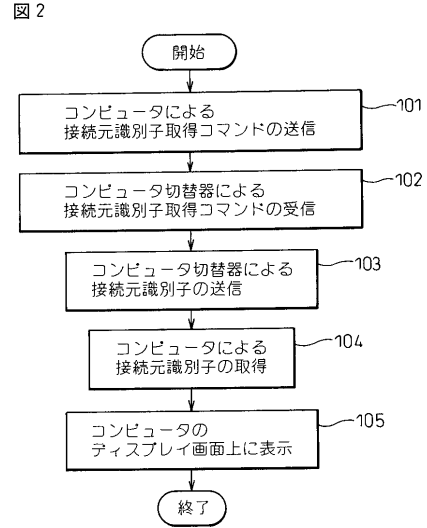 図2
開始
コンピュータによる
接続元識別子取得コマンドの送信
101
コンピュータ切替器による
接続元識別子取得コマンドの受信
102
コンピュータ切替器による
接続元識別子の送信
103
コンピュータによる
接続元識別子の取得
104
コンピュータの
ディスプレイ画面上に表示
105
終了